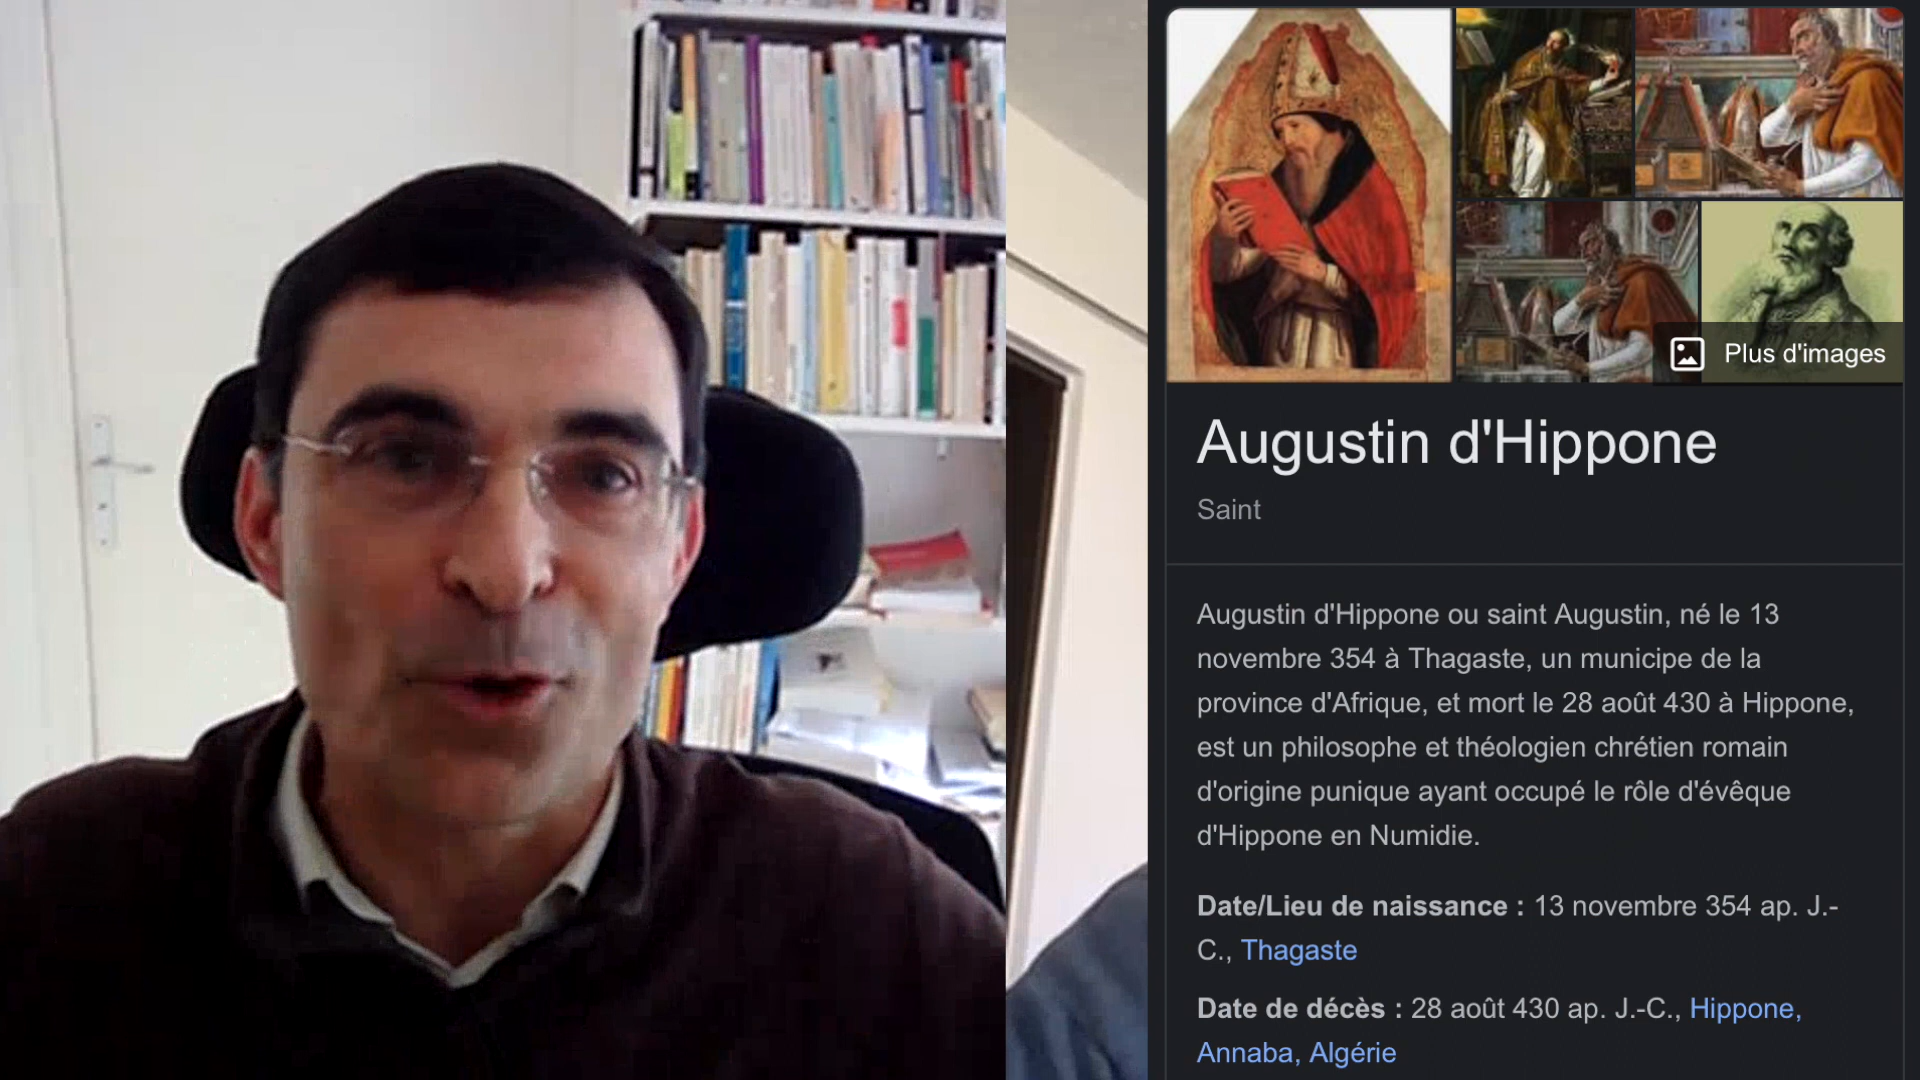 Plus d'images
Augustin d'Hippone
Saint
Augustin d'Hippone ou saint Augustin, né le 13
novembre 354 à Thagaste, un municipe de la
province d'Afrique, et mort le 28 août 430 à Hippone,
est un philosophe et théologien chrétien romain
d'origine punique ayant occupé le rôle d'évêque
d'Hippone en Numidie.
Date/Lieu de naissance : 13 novembre 354 ap. J.-
C., Thagaste
Date de décès : 28 août 430 ap. J.-C., Hippone,
Annaba, Algérie